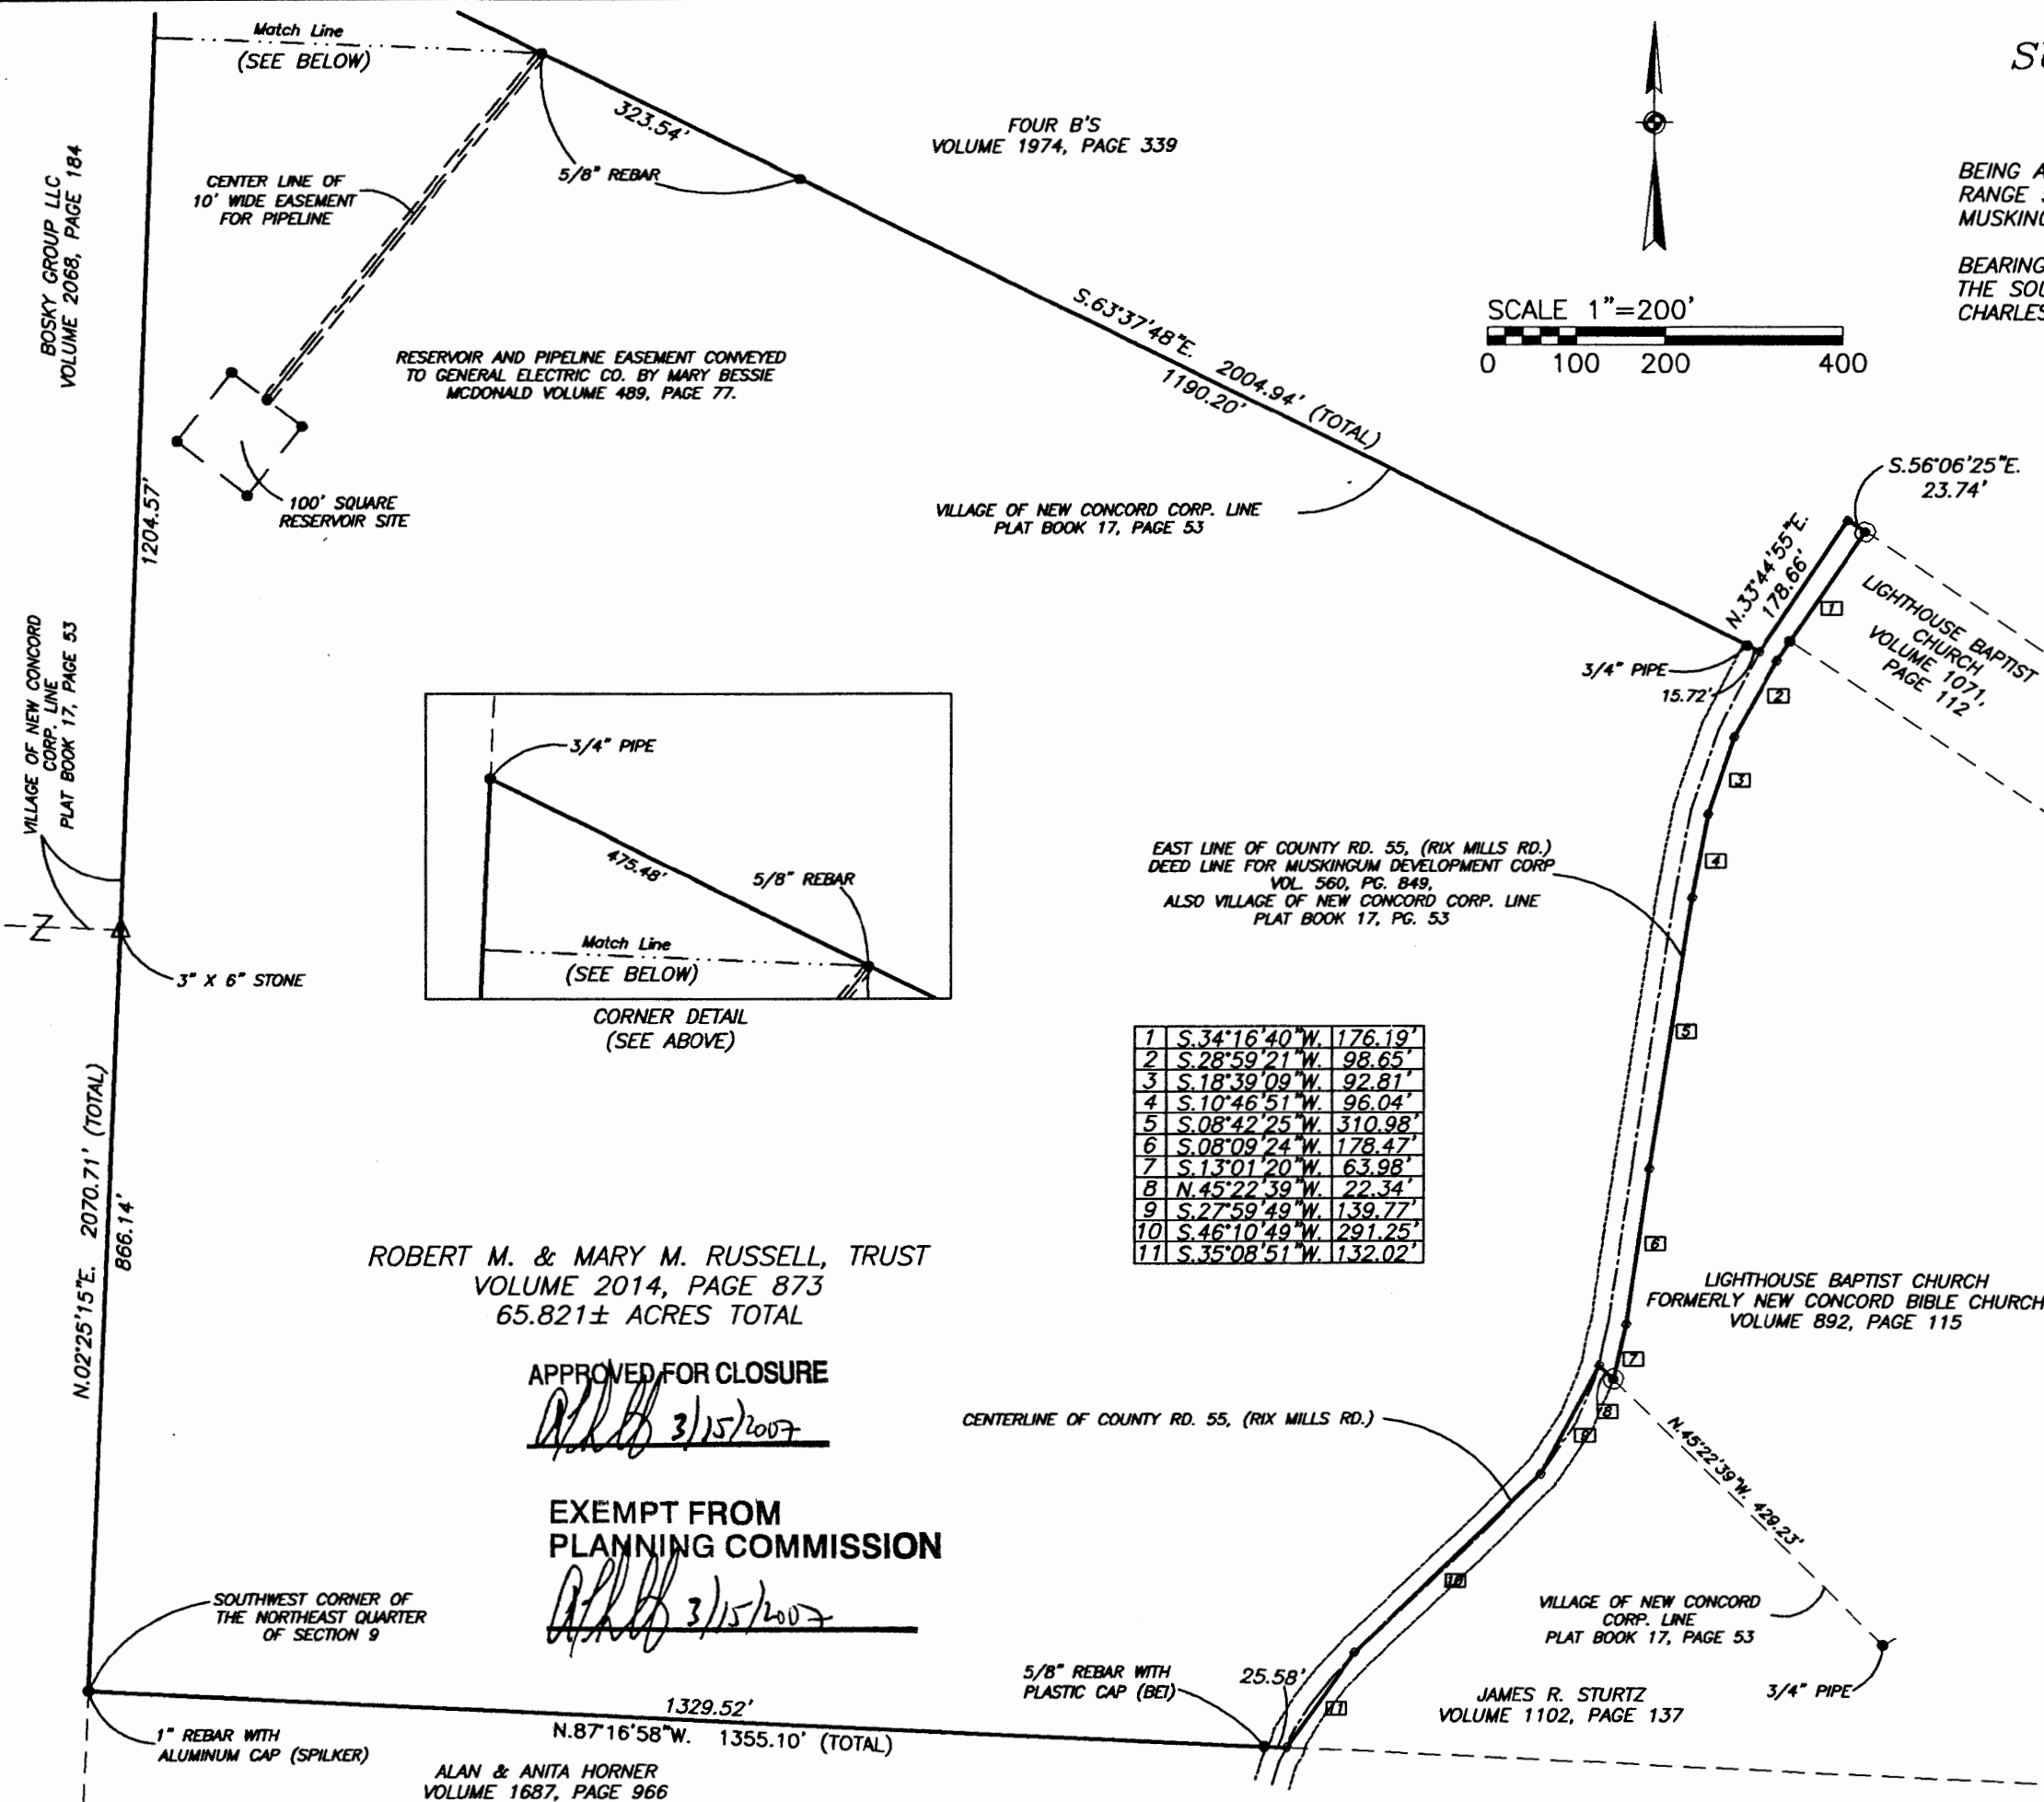 Match Line
(SEE BELOW)
323.54'
5/8" REBAR
FOUR B'S
VOLUME 1974, PAGE 339
CENTER LINE OF
10' WIDE EASEMENT
FOR PIPELINE
BOSKY GROUP LLC
VOLUME 2068, PAGE 184
BEING A
RANGE
MUSKING
BEARING
THE SOU
CHARLES
SCALE 1"=200'
0 100 200 400
RESERVOIR AND PIPELINE EASEMENT CONVEYED
TO GENERAL ELECTRIC CO. BY MARY BESSIE
MCDONALD VOLUME 489, PAGE 77.
S.63°37'48"E. 2004.94' (TOTAL)
1190.20'
100' SQUARE
RESERVOIR SITE
1204.57'
VILLAGE OF NEW CONCORD CORP. LINE
PLAT BOOK 17, PAGE 53
S.56°06'25"E.
23.74'
N.33°44'55"E.
178.66'
1
LIGHTHOUSE BAPTIST
CHURCH
VOLUME 1071,
PAGE 112
3/4" PIPE
15.72'
2
3
4
5
6
7
8
9
10
11
VILLAGE OF NEW CONCORD
CORP. LINE
PLAT BOOK 17, PAGE 53
3/4" PIPE
475.48'
5/8" REBAR
Match Line
(SEE BELOW)
CORNER DETAIL
(SEE ABOVE)
EAST LINE OF COUNTY RD. 55, (RIX MILLS RD.)
DEED LINE FOR MUSKINGUM DEVELOPMENT CORP
VOL. 560, PG. 849,
ALSO VILLAGE OF NEW CONCORD CORP. LINE
PLAT BOOK 17, PG. 53
Z
3" X 6" STONE
1 S.34°16'40"W. 176.19'
2 S.28°59'21"W. 98.65'
3 S.18°39'09"W. 92.81'
4 S.10°46'51"W. 96.04'
5 S.08°42'25"W. 310.98'
6 S.08°09'24"W. 178.47'
7 S.13°01'20"W. 63.98'
8 N.45°22'39"W. 22.34'
9 S.27°59'49"W. 139.77'
10 S.46°10'49"W. 291.25'
11 S.35°08'51"W. 132.02'
N.02°25'15"E. 2070.71' (TOTAL)
866.14'
ROBERT M. & MARY M. RUSSELL, TRUST
VOLUME 2014, PAGE 873
65.821± ACRES TOTAL
LIGHTHOUSE BAPTIST CHURCH
FORMERLY NEW CONCORD BIBLE CHURCH
VOLUME 892, PAGE 115
APPROVED FOR CLOSURE
3/15/2007
CENTERLINE OF COUNTY RD. 55, (RIX MILLS RD.)
N.45°22'39"W. 429.23'
EXEMPT FROM
PLANNING COMMISSION
3/15/2007
SOUTHWEST CORNER OF
THE NORTHEAST QUARTER
OF SECTION 9
VILLAGE OF NEW CONCORD
CORP. LINE
PLAT BOOK 17, PAGE 53
3/4" PIPE
5/8" REBAR WITH
PLASTIC CAP (BEI)
25.58'
JAMES R. STURTZ
VOLUME 1102, PAGE 137
1" REBAR WITH
ALUMINUM CAP (SPILKER)
1329.52'
N.87°16'58"W. 1355.10' (TOTAL)
ALAN & ANITA HORNER
VOLUME 1687, PAGE 966